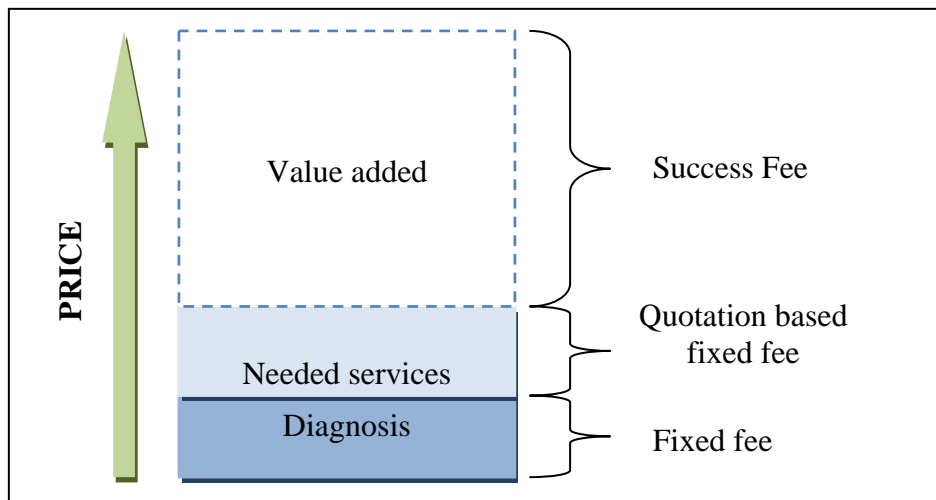 PRICE
Value added
Success Fee
Needed services
Quotation based
fixed fee
Diagnosis
Fixed fee